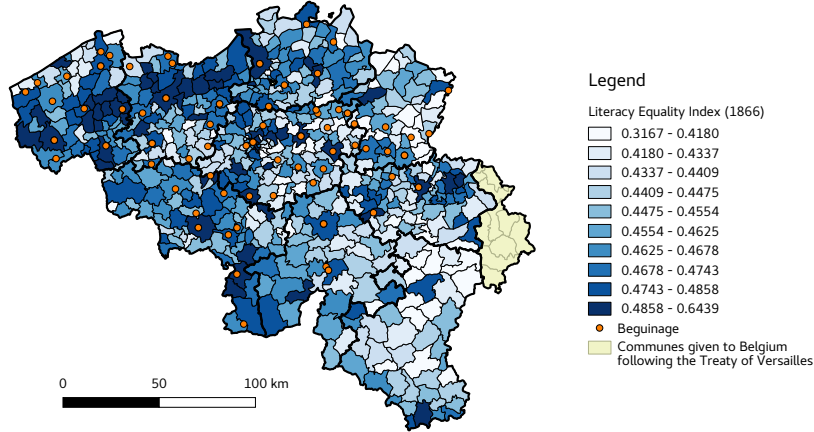 Legend
Literacy Equality Index (1866)
0.3167 - 0.4180
0.4180 - 0.4337
0.4337 - 0.4409
0.4409 - 0.4475
0.4475 - 0.4554
0.4554 - 0.4625
0.4625 - 0.4678
0.4678 - 0.4743
0.4743 - 0.4858
0.4858 - 0.6439
Beguinage
Communes given to Belgium
following the Treaty of Versailles
0 50 100 km